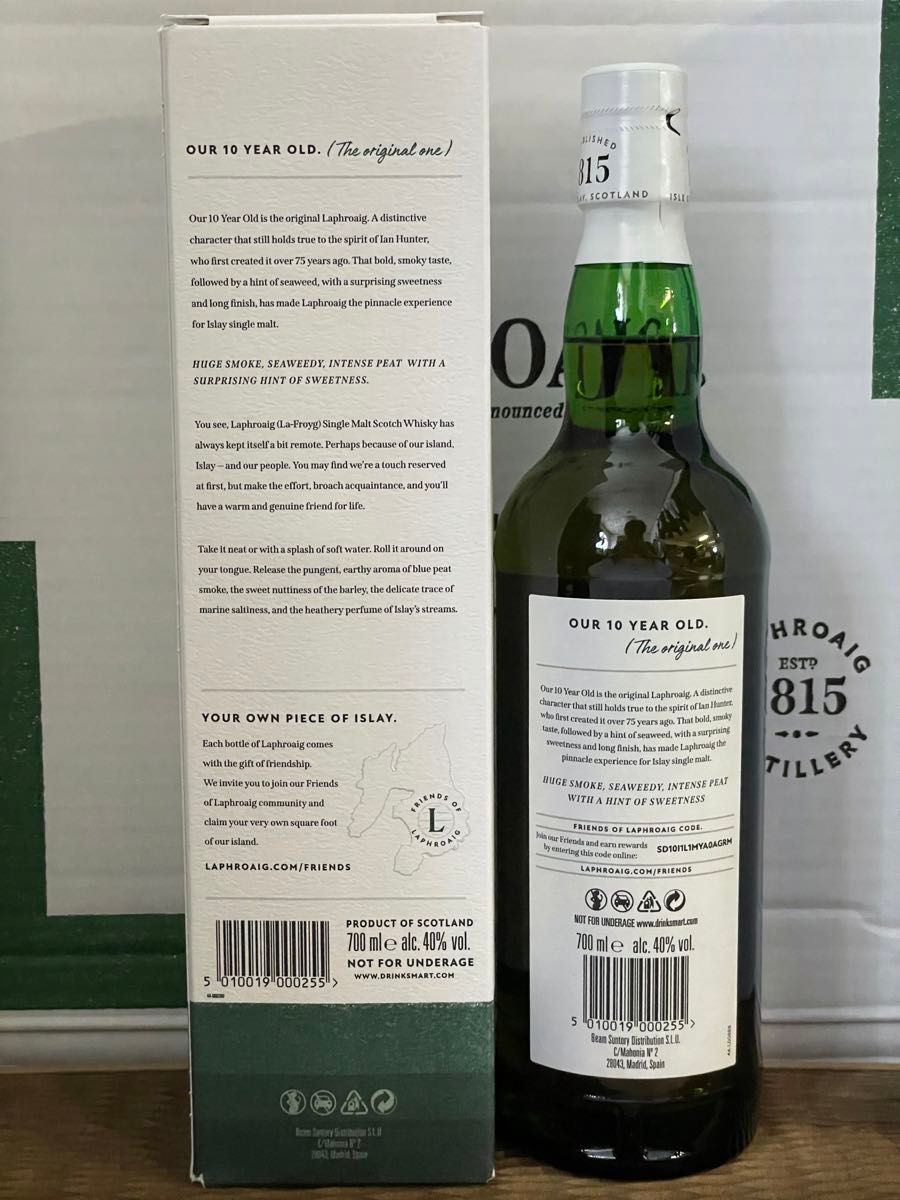 OUR 10 YEAR OLD. (The original one)
Our 10 Year Old is the original Laphroaig. A distinctive
character that still holds true to the spirit of Ian Hunter,
who first created it over 75 years ago. That bold, smoky taste,
followed by a hint of seaweed, with a surprising sweetness
and long finish, has made Laphroaig the pinnacle experience
for Islay single malt.
HUGE SMOKE, SEAWEEDY, INTENSE PEAT WITH A
SURPRISING HINT OF SWEETNESS.
You see, Laphroaig (La-Froyg) Single Malt Scotch Whisky has
always kept itself a bit remote. Perhaps because of our island,
Islay – and our people. You may find we're a touch reserved
at first, but make the effort, broach acquaintance, and you'll
have a warm and genuine friend for life.
Take it neat or with a splash of soft water. Roll it around on
your tongue. Release the pungent, earthy aroma of blue peat
smoke, the sweet nuttiness of the barley, the delicate trace of
marine saltiness, and the heathery perfume of Islay's streams.
YOUR OWN PIECE OF ISLAY.
Each bottle of Laphroaig comes
with the gift of friendship.
We invite you to join our Friends
of Laphroaig community and
claim your very own square foot
of our island.
LAPHROAIG.COM/FRIENDS
FRIENDS OF
L
LAPHROAIG
PRODUCT OF SCOTLAND
700 ml e alc. 40% vol.
NOT FOR UNDERAGE
WWW.DRINKSMART.COM
5 010019 000255 >
Beam Suntory Distribution S.L.U
C/Mahonia Nº 2
28043, Madrid, Spain
LISHED
815
AY, SCOTLAND
ISLE
OA
nounced
OUR 10 YEAR OLD.
(The original one)
Our 10 Year Old is the original Laphroaig. A distinctive
character that still holds true to the spirit of Ian Hunter,
who first created it over 75 years ago. That bold, smoky
taste, followed by a hint of seaweed, with a surprising
sweetness and long finish, has made Laphroaig the
pinnacle experience for Islay single malt.
HUGE SMOKE, SEAWEEDY, INTENSE PEAT
WITH A HINT OF SWEETNESS
FRIENDS OF LAPHROAIG CODE.
Join our Friends and earn rewards
by entering this code online:
SD1011L1MYA0AGRM
LAPHROAIG.COM/FRIENDS
NOT FOR UNDERAGE www.drinksmart.com
700 ml e alc. 40% vol.
5 010019 000255 >
Beam Suntory Distribution S.L.U.
C/Mahonia Nº 2
28043, Madrid, Spain
PHROAIG
ESTD
815
TILLERY